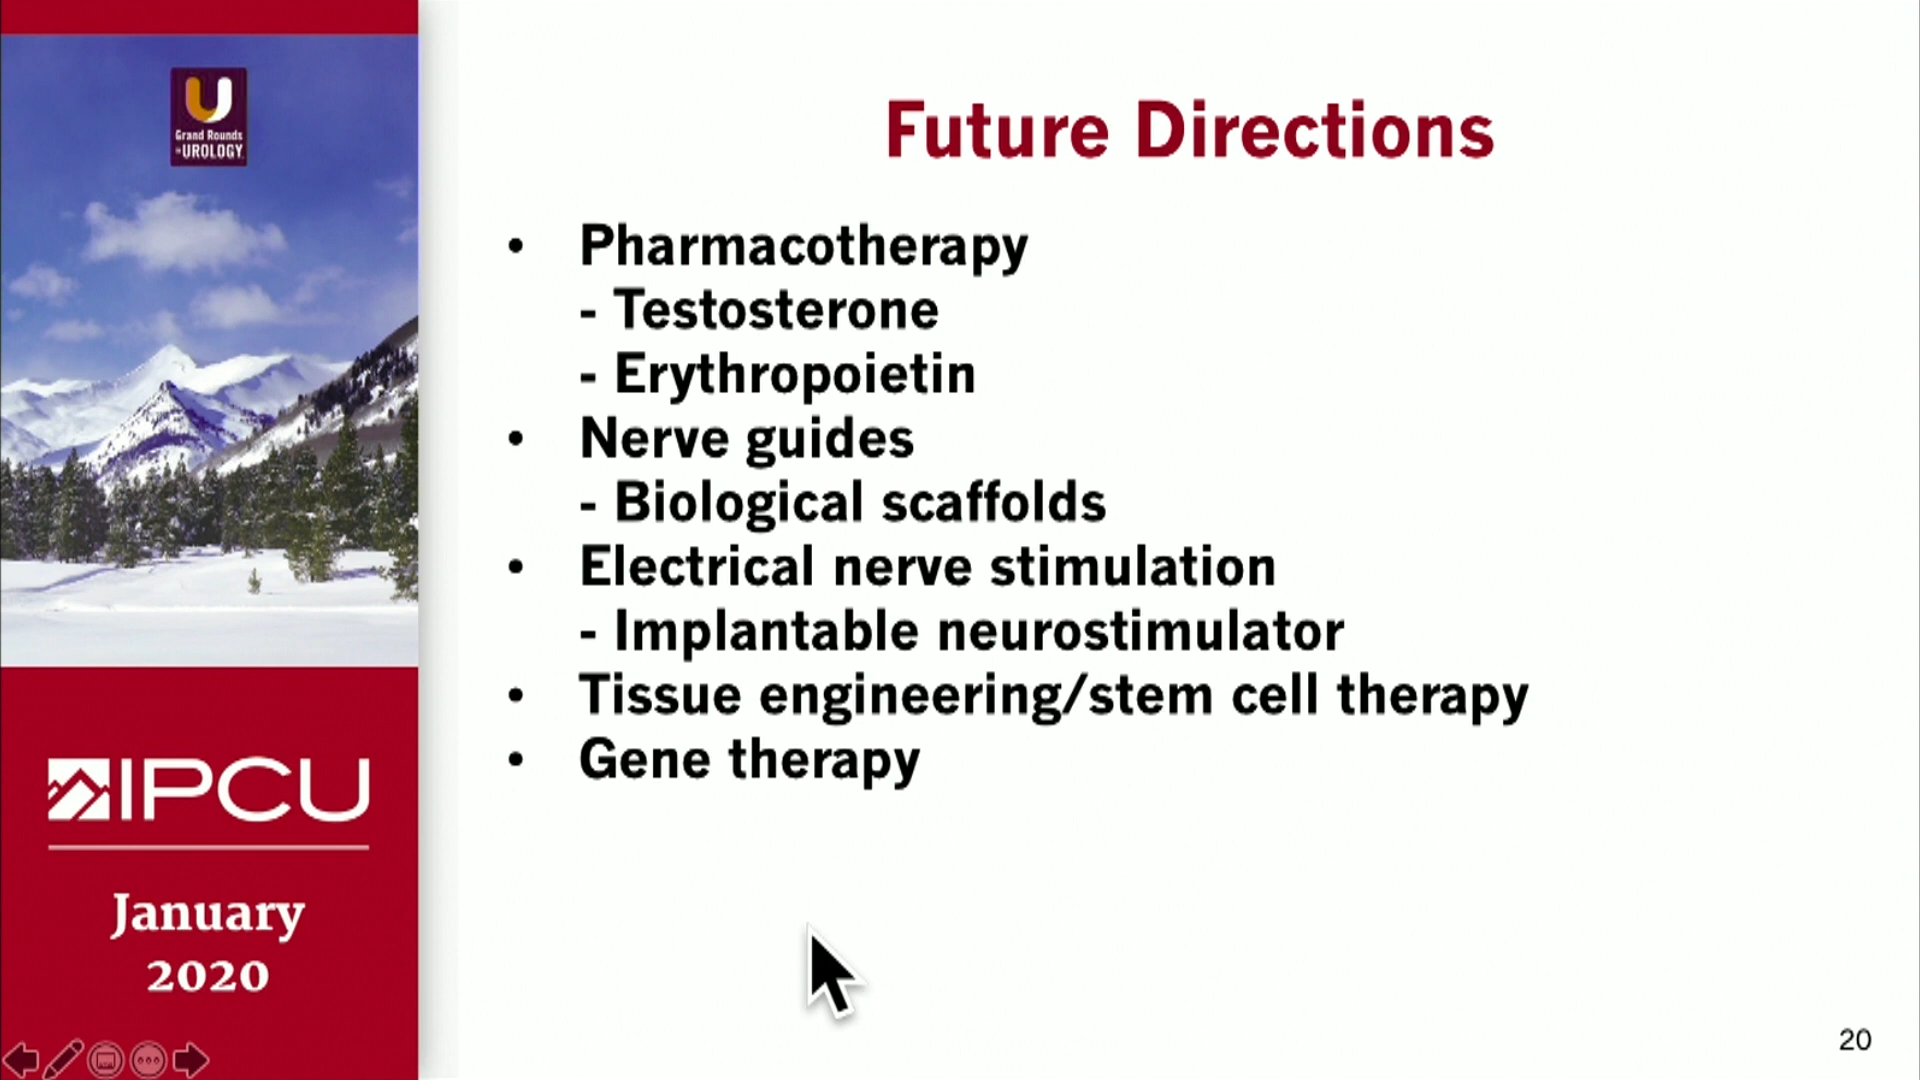 Grand Rounds
in UROLOGY
IPCU
January
2020
Future Directions
• Pharmacotherapy
- Testosterone
- Erythropoietin
• Nerve guides
- Biological scaffolds
• Electrical nerve stimulation
- Implantable neurostimulator
• Tissue engineering/stem cell therapy
• Gene therapy
20